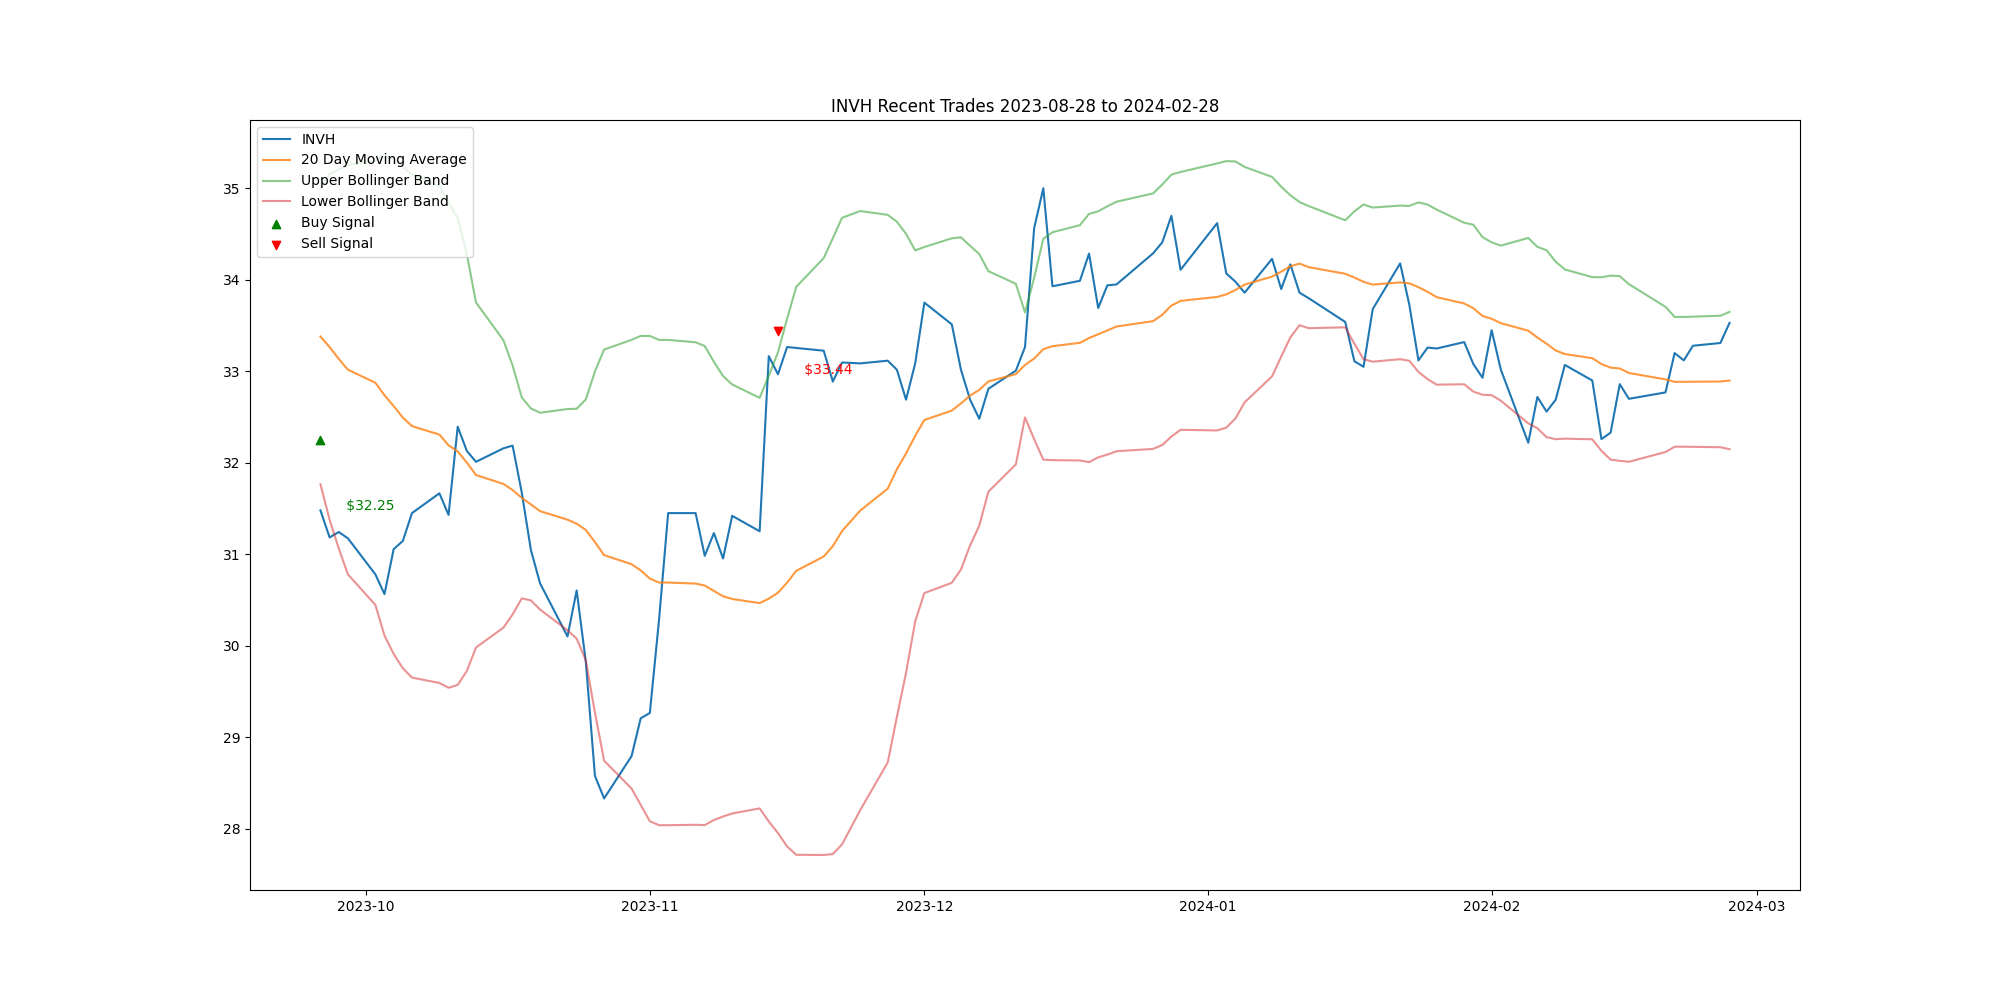 INVH Recent Trades 2023-08-28 to 2024-02-28
INVH
20 Day Moving Average
Upper Bollinger Band
Lower Bollinger Band
Buy Signal
Sell Signal
35
34
33
32
31
30
29
28
$33.44
$32.25
2023-10
2023-11
2023-12
2024-01
2024-02
2024-03